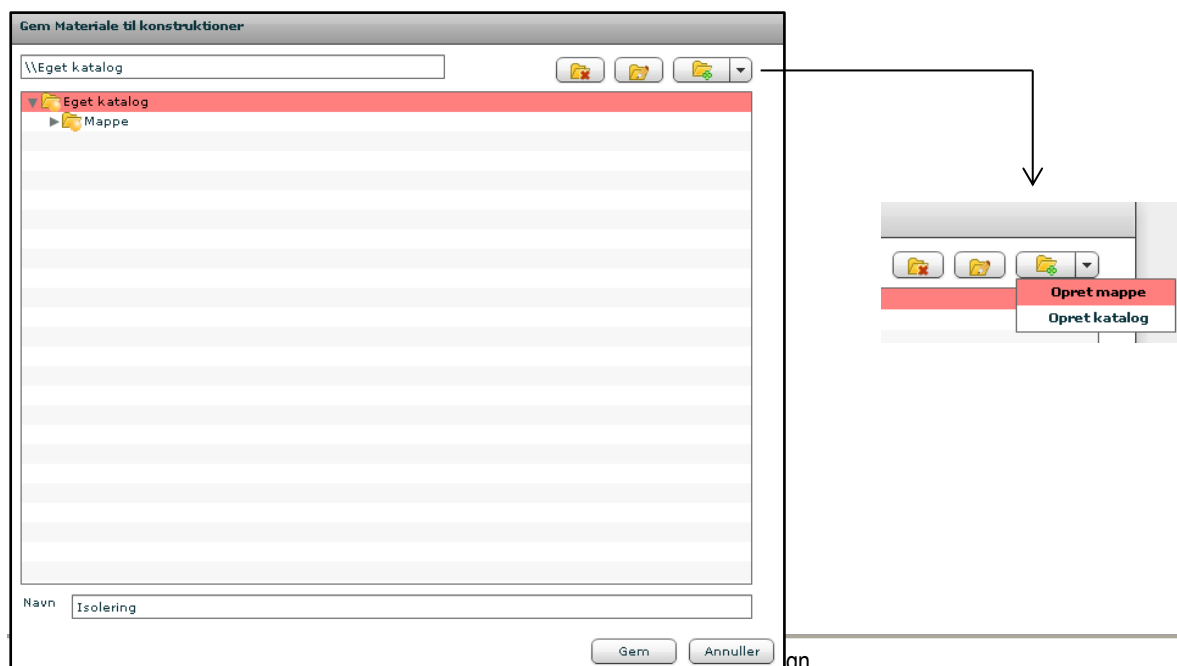 Gem Materiale til konstruktioner
\\Eget katalog
Eget katalog
Mappe
Opret mappe
Opret katalog
Navn
Isolering
Gem
Annuller